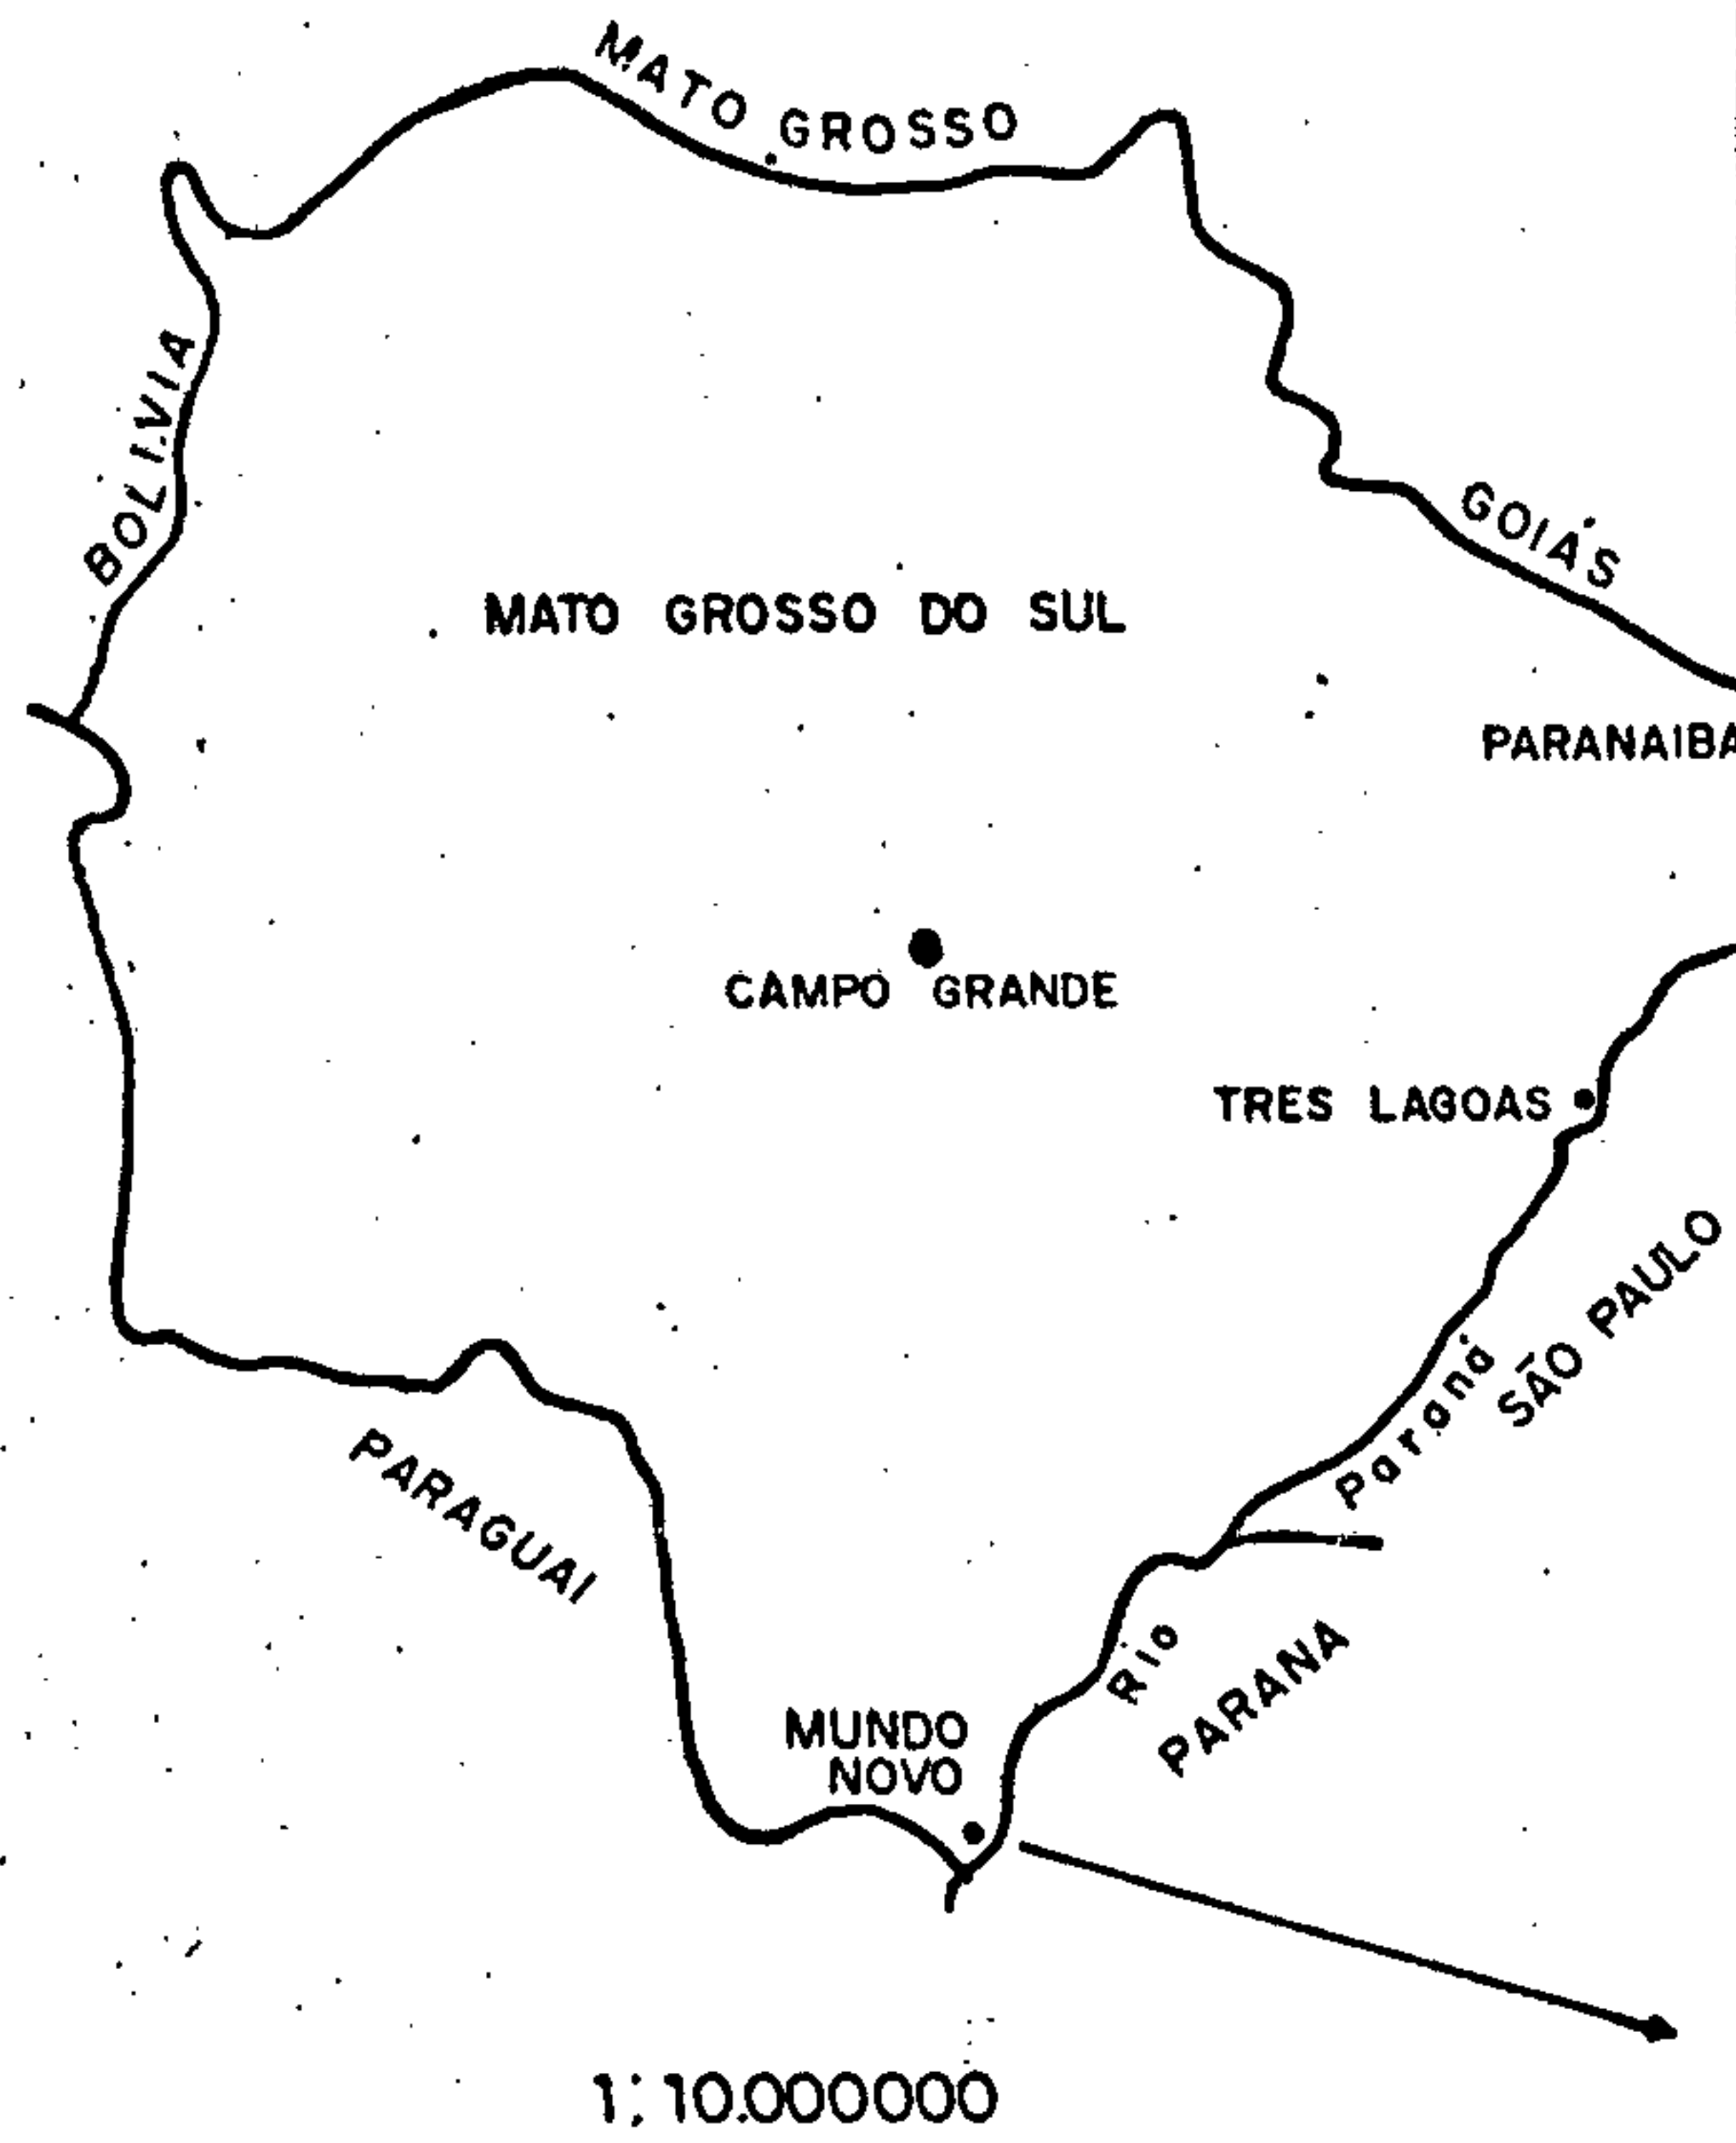 MATO GROSSO
BOLIVIA
GOIÁS
MATO GROSSO DO SUL
PARANAIBA
CAMPO GRANDE
TRES LAGOAS
SÃO PAULO
Rio Paraná
PARAGUAI
PARANA
MUNDO
NOVO
1:10.000000